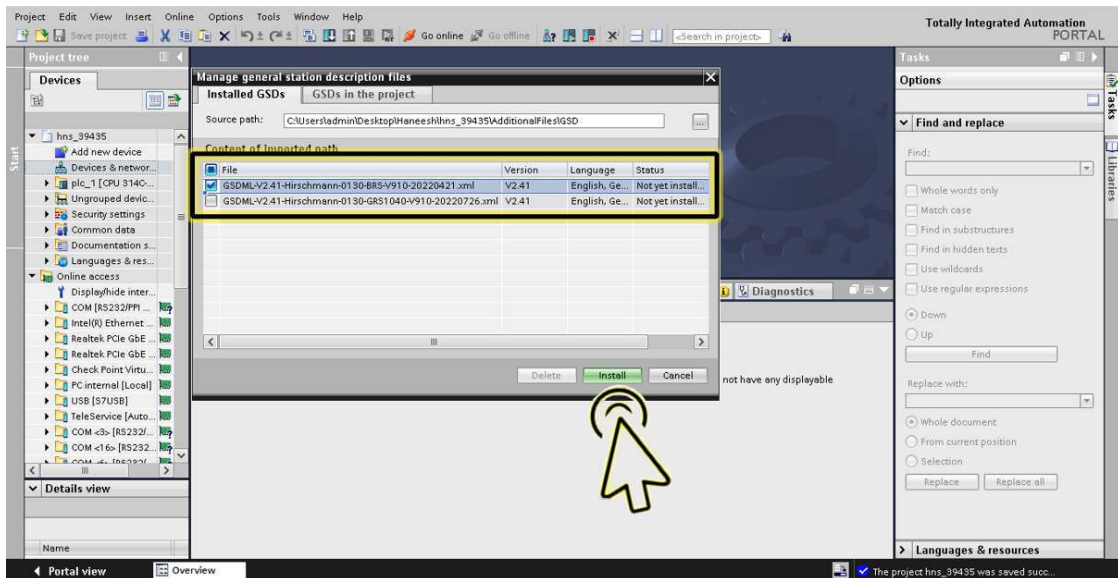 Project Edit View Insert Online Options Tools Window Help
Totally Integrated Automation
PORTAL
Save project
Go online
Go offline
<Search in project>
Project tree
Devices
Start
hns_39435
Add new device
Devices & networ...
plc_1 [CPU 314C-...
Ungrouped devic...
Security settings
Common data
Documentation s...
Languages & res...
Online access
Display/hide inter...
COM [RS232/PPI ...
Intel(R) Ethernet ...
Realtek PCIe GbE ...
Realtek PCIe GbE ...
Check Point Virtu...
PC internal [Local]
USB [S7USB]
TeleService [Auto...
COM <3> [RS232/...
COM <16> [RS232...
Details view
Name
Manage general station description files
Installed GSDs
GSDs in the project
Source path: C:\Users\admin\Desktop\Haneesh\hns_39435\AdditionalFiles\GSD
Content of imported path
File Version Language Status
GSDML-V2.41-Hirschmann-0130-BRS-V910-20220421.xml V2.41 English, Ge... Not yet install...
GSDML-V2.41-Hirschmann-0130-GRS1040-V910-20220726.xml V2.41 English, Ge... Not yet install...
Delete Install Cancel
Diagnostics
not have any displayable
Tasks
Options
Find and replace
Find:
Whole words only
Match case
Find in substructures
Find in hidden texts
Use wildcards
Use regular expressions
Down
Up
Find
Replace with:
Whole document
From current position
Selection
Replace Replace all
Languages & resources
Tasks
Libraries
Portal view
Overview
The project hns_39435 was saved succ...